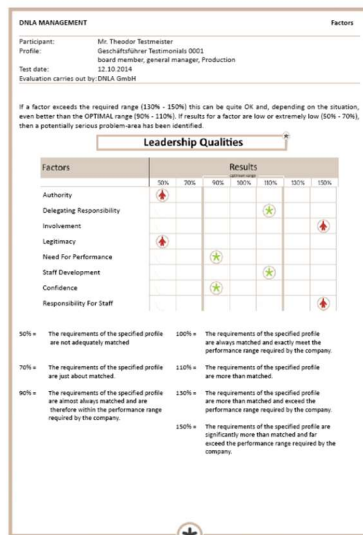 DNLA MANAGEMENT Factors
Participant: Mr. Theodor Testmeister
Profile: Geschäftsführer Testimonials 0001
board member, general manager, Production
Test date: 12.10.2014
Evaluation carries out by: DNLA GmbH
If a factor exceeds the required range (130% - 150%) this can be quite OK and, depending on the situation,
even better than the OPTIMAL range (90% - 110%). If results for a factor are low or extremely low (50% - 70%),
then a potentially serious problem-area has been identified.
Leadership Qualities
Factors Results
optimum range
50% 70% 90% 100% 110% 130% 150%
Authority
Delegating Responsibility
Involvement
Legitimacy
Need For Performance
Staff Development
Confidence
Responsibility For Staff
50% = The requirements of the specified profile
are not adequately matched
70% = The requirements of the specified profile
are just about matched.
90% = The requirements of the specified profile
are almost always matched and are
therefore within the performance range
required by the company.
100% = The requirements of the specified profile
are always matched and exactly meet the
performance range required by the company.
110% = The requirements of the specified profile
are more than matched.
130% = The requirements of the specified profile
are more than matched and exceed the
performance range required by the company.
150% = The requirements of the specified profile are
significantly more than matched and far
exceed the performance range required by the
company.